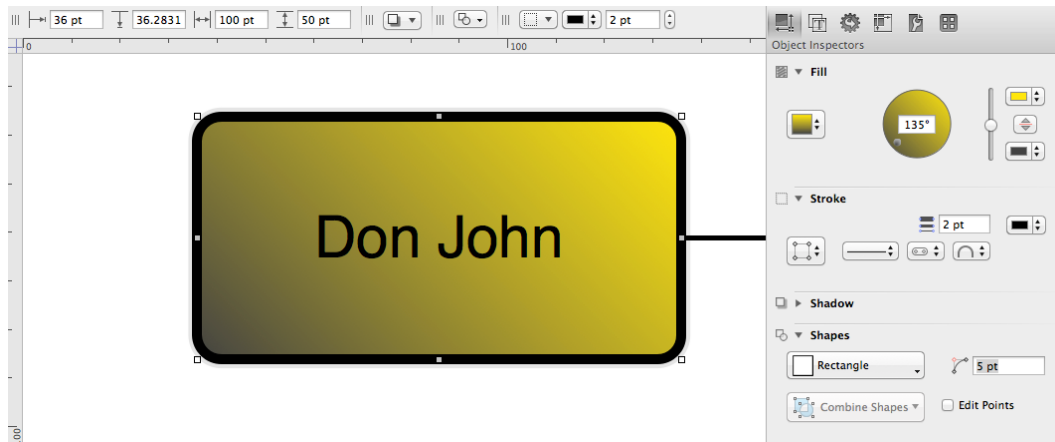 36 pt 36.2831 100 pt 50 pt 2 pt
Object Inspectors
0 100
Fill
135°
Stroke
2 pt
Don John
Shadow
Shapes
Rectangle 5 pt
Combine Shapes Edit Points
00